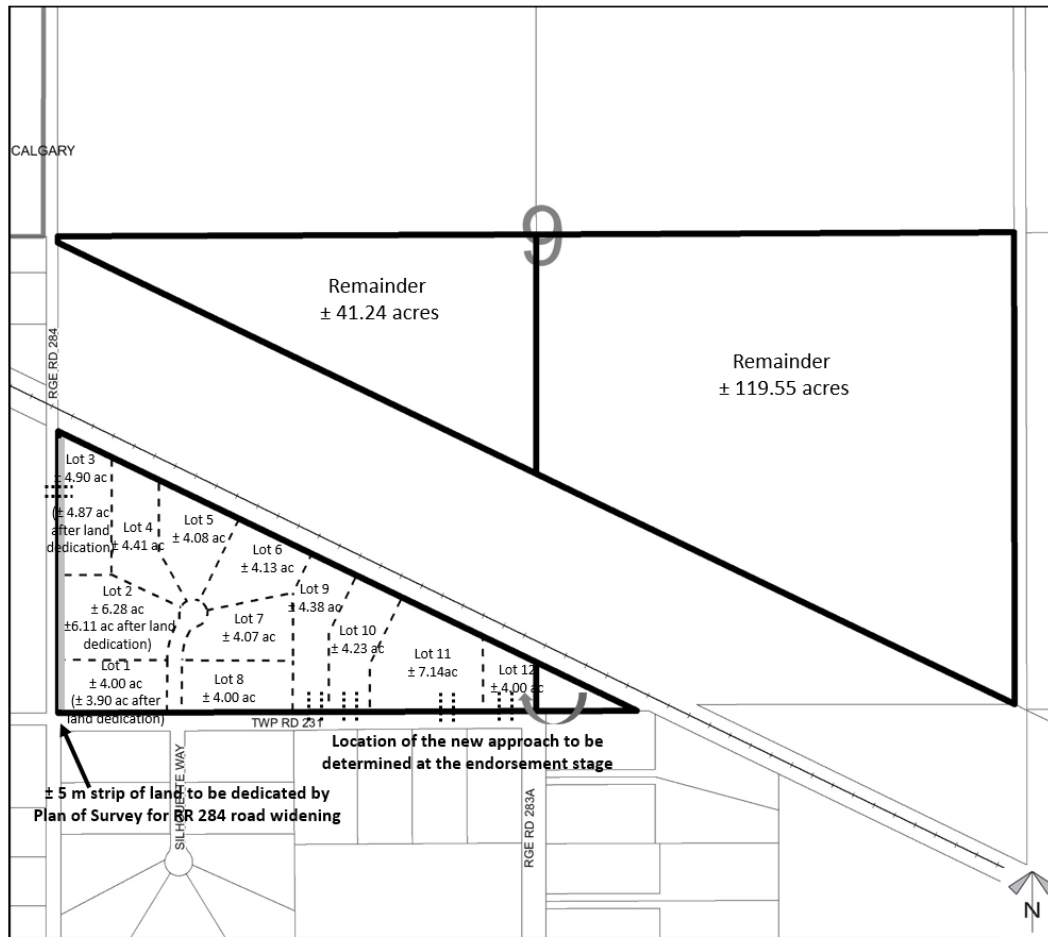 CALGARY
9
Remainder
± 41.24 acres
Remainder
± 119.55 acres
RGE RD 284
Lot 3
± 4.90 ac
(± 4.87 ac
after land
dedication)
Lot 4
± 4.41 ac
Lot 5
± 4.08 ac
Lot 6
± 4.13 ac
Lot 2
± 6.28 ac
±6.11 ac after land
dedication)
Lot 9
± 4.38 ac
Lot 7
± 4.07 ac
Lot 10
± 4.23 ac
Lot 11
± 7.14ac
Lot 12
± 4.00 ac
Lot 1
± 4.00 ac
(± 3.90 ac after
land dedication)
Lot 8
± 4.00 ac
TWP RD 231
Location of the new approach to be
determined at the endorsement stage
± 5 m strip of land to be dedicated by
Plan of Survey for RR 284 road widening
SILHOUETTE WAY
RGE RD 283A
N